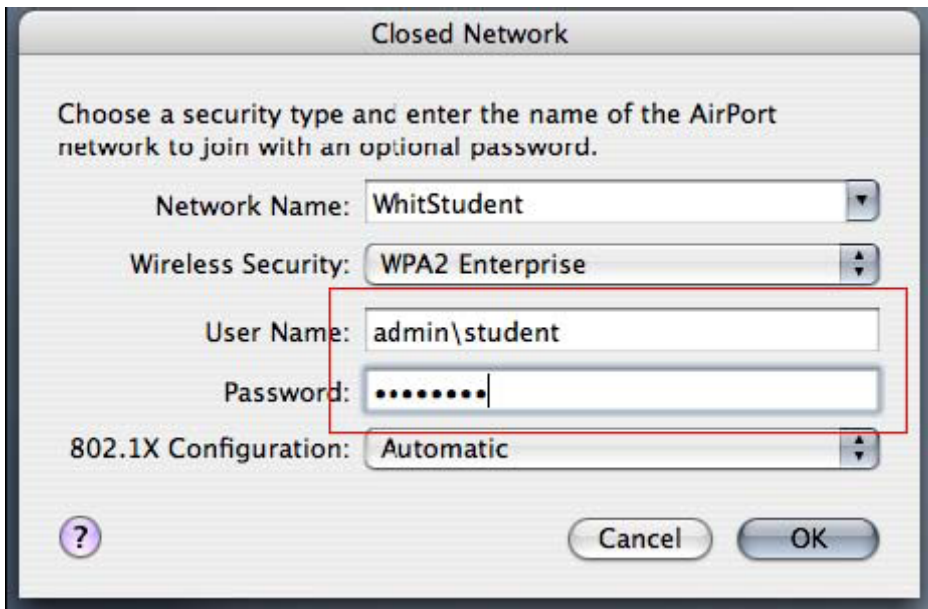 Closed Network
Choose a security type and enter the name of the AirPort
network to join with an optional password.
Network Name: WhitStudent
Wireless Security: WPA2 Enterprise
User Name: admin\student
Password: ••••••••
802.1X Configuration: Automatic
? Cancel OK